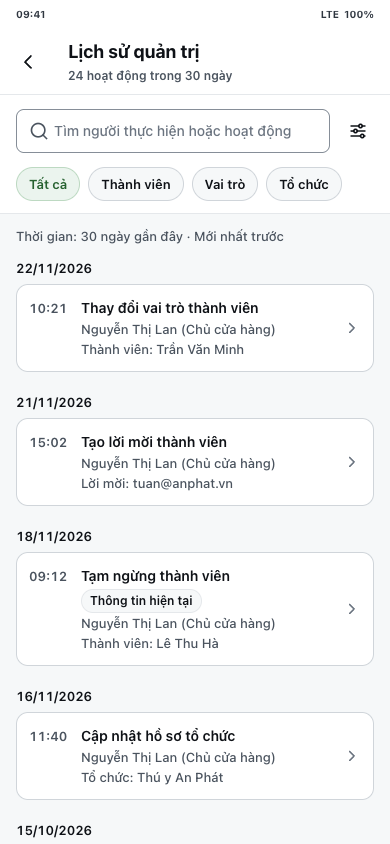 09:41
LTE 100%
Lịch sử quản trị
24 hoạt động trong 30 ngày
Tìm người thực hiện hoặc hoạt động
Tất cả
Thành viên
Vai trò
Tổ chức
Thời gian: 30 ngày gần đây · Mới nhất trước
22/11/2026
10:21 Thay đổi vai trò thành viên
Nguyễn Thị Lan (Chủ cửa hàng)
Thành viên: Trần Văn Minh
21/11/2026
15:02 Tạo lời mời thành viên
Nguyễn Thị Lan (Chủ cửa hàng)
Lời mời: tuan@anphat.vn
18/11/2026
09:12 Tạm ngừng thành viên
Thông tin hiện tại
Nguyễn Thị Lan (Chủ cửa hàng)
Thành viên: Lê Thu Hà
16/11/2026
11:40 Cập nhật hồ sơ tổ chức
Nguyễn Thị Lan (Chủ cửa hàng)
Tổ chức: Thú y An Phát
15/10/2026